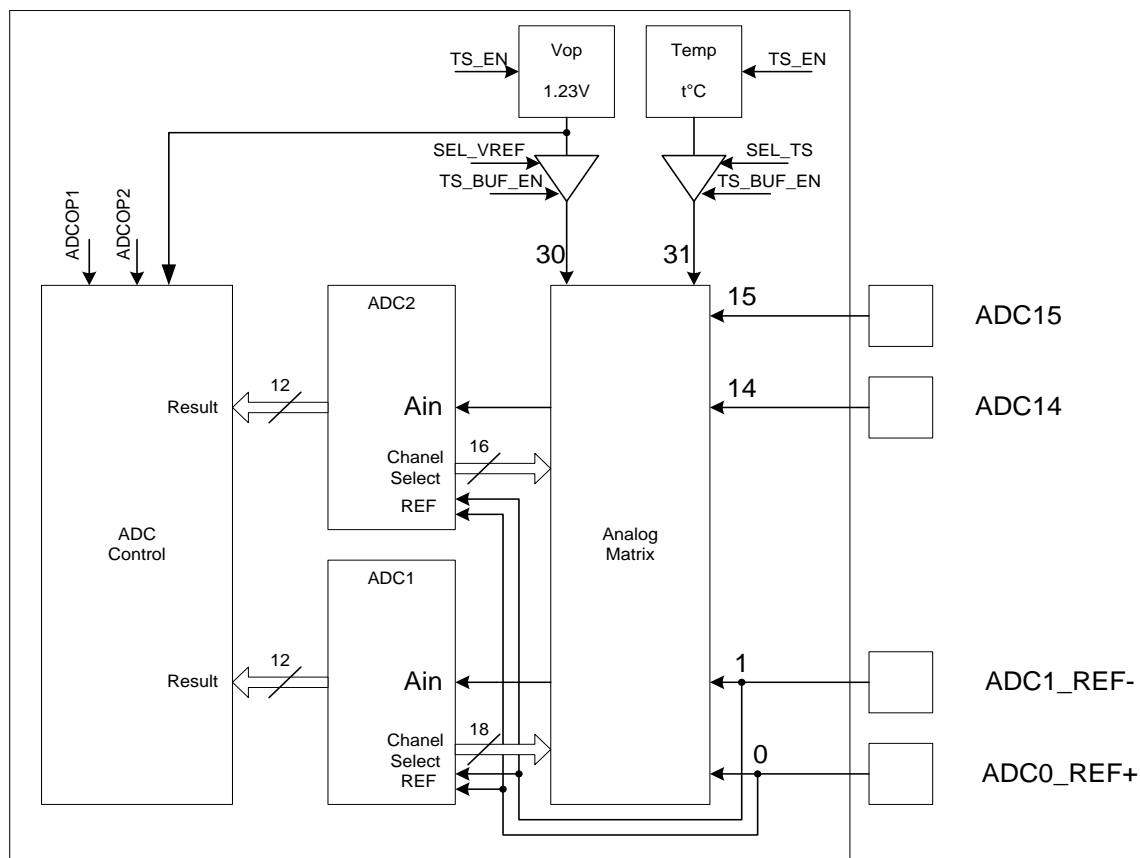 Vop
1.23V
Temp
t°C
TS_EN
TS_EN
SEL_VREF
TS_BUF_EN
SEL_TS
TS_BUF_EN
ADCOP1
ADCOP2
30
31
ADC2
15
ADC15
Result
12
Ain
14
ADC14
Chanel
Select
16
REF
ADC
Control
Analog
Matrix
ADC1
Result
12
Ain
1
ADC1_REF-
Chanel
Select
18
REF
0
ADC0_REF+